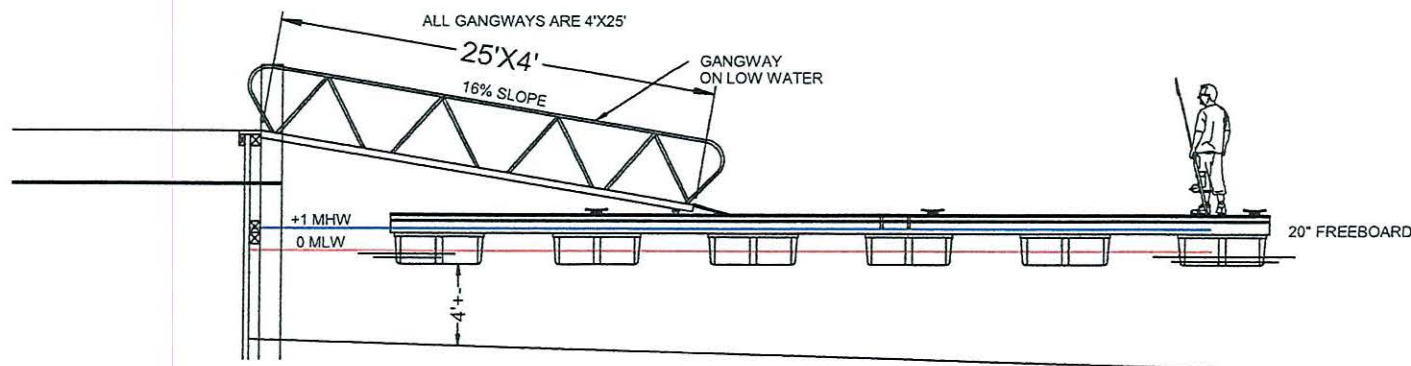 ALL GANGWAYS ARE 4'X25'
25'X4'
16% SLOPE
GANGWAY
ON LOW WATER
+1 MHW
0 MLW
20" FREEBOARD
4'+-